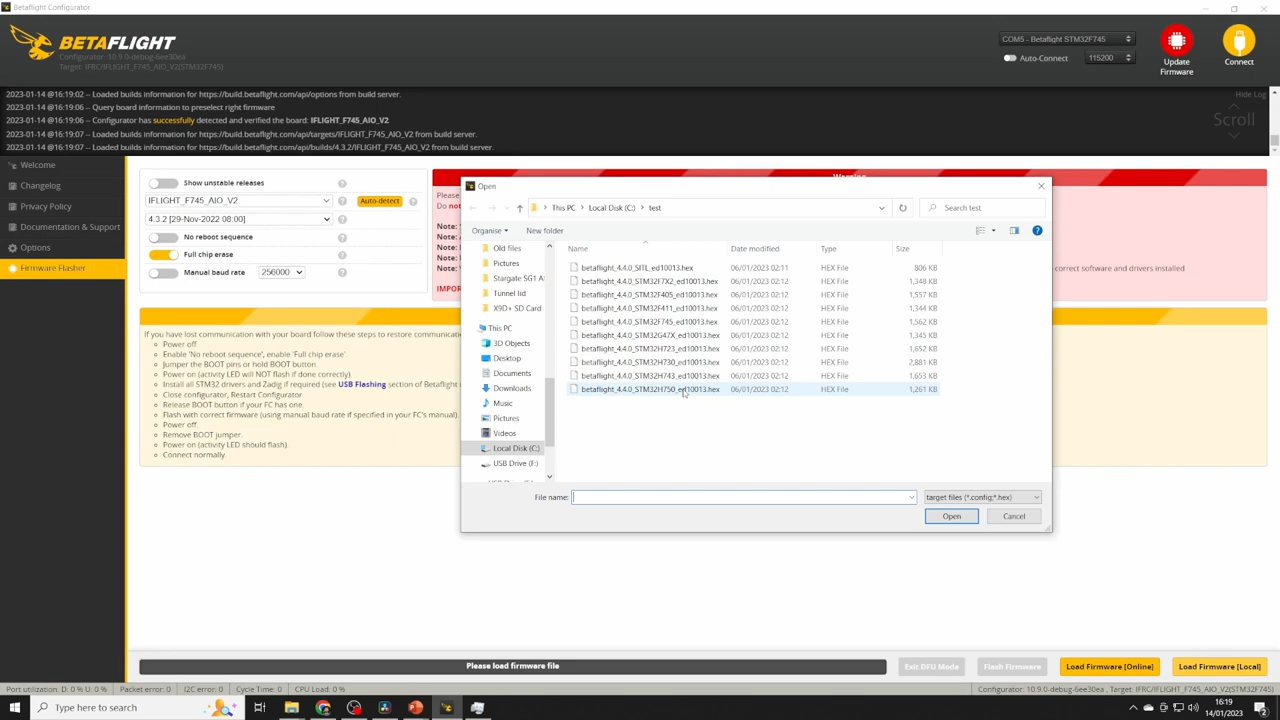 Betaflight Configurator
BETAFLIGHT
Configurator: 10.9.0-debug-6ee30ea
Target: IFRC/IFLIGHT_F745_AIO_V2(STM32F745)
COM5 - Betaflight STM32F745
Auto-Connect
115200
Update
Firmware
Connect
2023-01-14 @16:19:02 -- Loaded builds information for https://build.betaflight.com/api/options from build server.
2023-01-14 @16:19:06 -- Query board information to preselect right firmware
2023-01-14 @16:19:06 -- Configurator has successfully detected and verified the board: IFLIGHT_F745_AIO_V2
2023-01-14 @16:19:07 -- Loaded builds information for https://build.betaflight.com/api/targets/IFLIGHT_F745_AIO_V2 from build server.
2023-01-14 @16:19:07 -- Loaded builds information for https://build.betaflight.com/api/builds/4.3.2/IFLIGHT_F745_AIO_V2 from build server.
Hide Log
Scroll
Welcome
Changelog
Privacy Policy
Documentation & Support
Options
Firmware Flasher
Show unstable releases
IFLIGHT_F745_AIO_V2
Auto-detect
4.3.2 [29-Nov-2022 08:00]
No reboot sequence
Full chip erase
Manual baud rate
256000
Warning
Please
Do not
Note:
Note:
Note:
Note:
IMPOR
correct software and drivers installed
If you have lost communication with your board follow these steps to restore communicatio
Power off
Enable 'No reboot sequence', enable 'Full chip erase'.
Jumper the BOOT pins or hold BOOT button.
Power on (activity LED will NOT flash if done correctly).
Install all STM32 drivers and Zadig if required (see USB Flashing section of Betaflight
Close configurator, Restart Configurator.
Release BOOT button if your FC has one.
Flash with correct firmware (using manual baud rate if specified in your FC's manual).
Power off.
Remove BOOT jumper.
Power on (activity LED should flash).
Connect normally.
Open
This PC
Local Disk (C:)
test
Search test
Organise
New folder
Old files
Pictures
Stargate SG1 A
Tunnel lid
X9D+ SD Card
This PC
3D Objects
Desktop
Documents
Downloads
Music
Pictures
Videos
Local Disk (C:)
USB Drive (F:)
Name Date modified Type Size
betaflight_4.4.0_SITL_ed10013.hex 06/01/2023 02:11 HEX File 806 KB
betaflight_4.4.0_STM32F7X2_ed10013.hex 06/01/2023 02:12 HEX File 1,348 KB
betaflight_4.4.0_STM32F405_ed10013.hex 06/01/2023 02:12 HEX File 1,557 KB
betaflight_4.4.0_STM32F411_ed10013.hex 06/01/2023 02:12 HEX File 1,344 KB
betaflight_4.4.0_STM32F745_ed10013.hex 06/01/2023 02:12 HEX File 1,562 KB
betaflight_4.4.0_STM32G47X_ed10013.hex 06/01/2023 02:12 HEX File 1,345 KB
betaflight_4.4.0_STM32H723_ed10013.hex 06/01/2023 02:12 HEX File 1,652 KB
betaflight_4.4.0_STM32H730_ed10013.hex 06/01/2023 02:12 HEX File 2,881 KB
betaflight_4.4.0_STM32H743_ed10013.hex 06/01/2023 02:12 HEX File 1,653 KB
betaflight_4.4.0_STM32H750_ed10013.hex 06/01/2023 02:12 HEX File 1,261 KB
File name:
target files (*.config;*.hex)
Open
Cancel
Please load firmware file
Exit DFU Mode
Flash Firmware
Load Firmware [Online]
Load Firmware [Local]
Port utilization: D: 0 % U: 0 %
Packet error: 0
I2C error: 0
Cycle Time: 0
CPU Load: 0 %
Configurator: 10.9.0-debug-6ee30ea , Target: IFRC/IFLIGHT_F745_AIO_V2(STM32F745)
Type here to search
16:19
14/01/2023
2